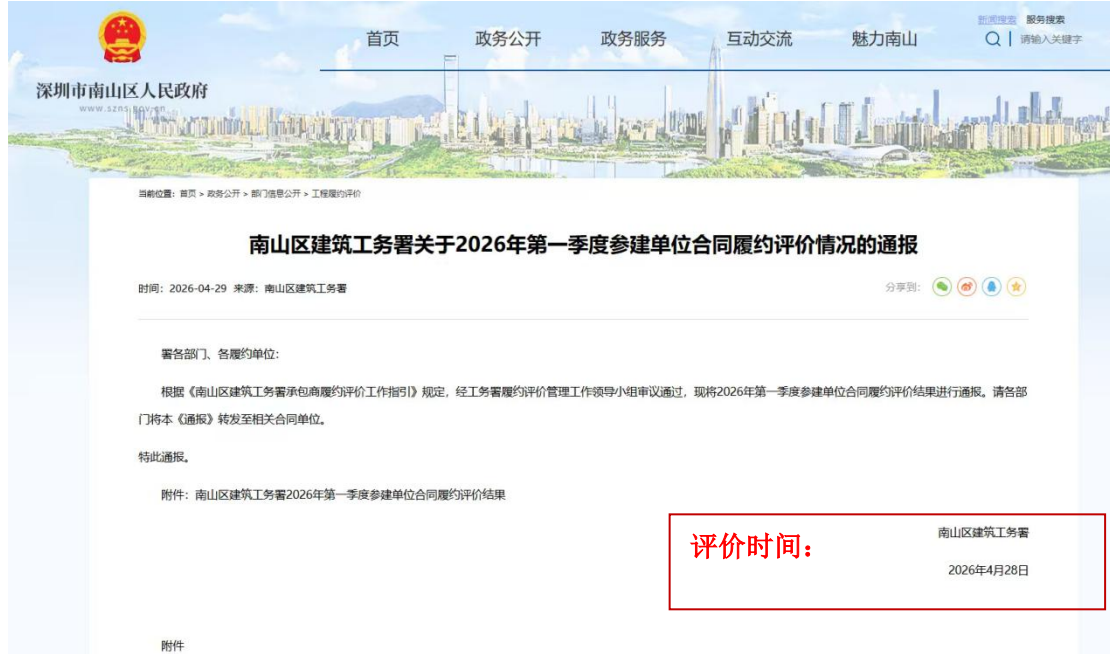 新闻搜索 服务搜索
首页 政务公开 政务服务 互动交流 魅力南山
请输入关键字
深圳市南山区人民政府
www.szns.gov.cn
当前位置：首页 > 政务公开 > 部门信息公开 > 工程履约评价
南山区建筑工务署关于2026年第一季度参建单位合同履约评价情况的通报
时间：2026-04-29 来源：南山区建筑工务署
分享到：
署各部门、各履约单位：
根据《南山区建筑工务署承包商履约评价工作指引》规定，经工务署履约评价管理工作领导小组审议通过，现将2026年第一季度参建单位合同履约评价结果进行通报。请各部
门将本《通报》转发至相关合同单位。
特此通报。
附件：南山区建筑工务署2026年第一季度参建单位合同履约评价结果
南山区建筑工务署
评价时间：
2026年4月28日
附件